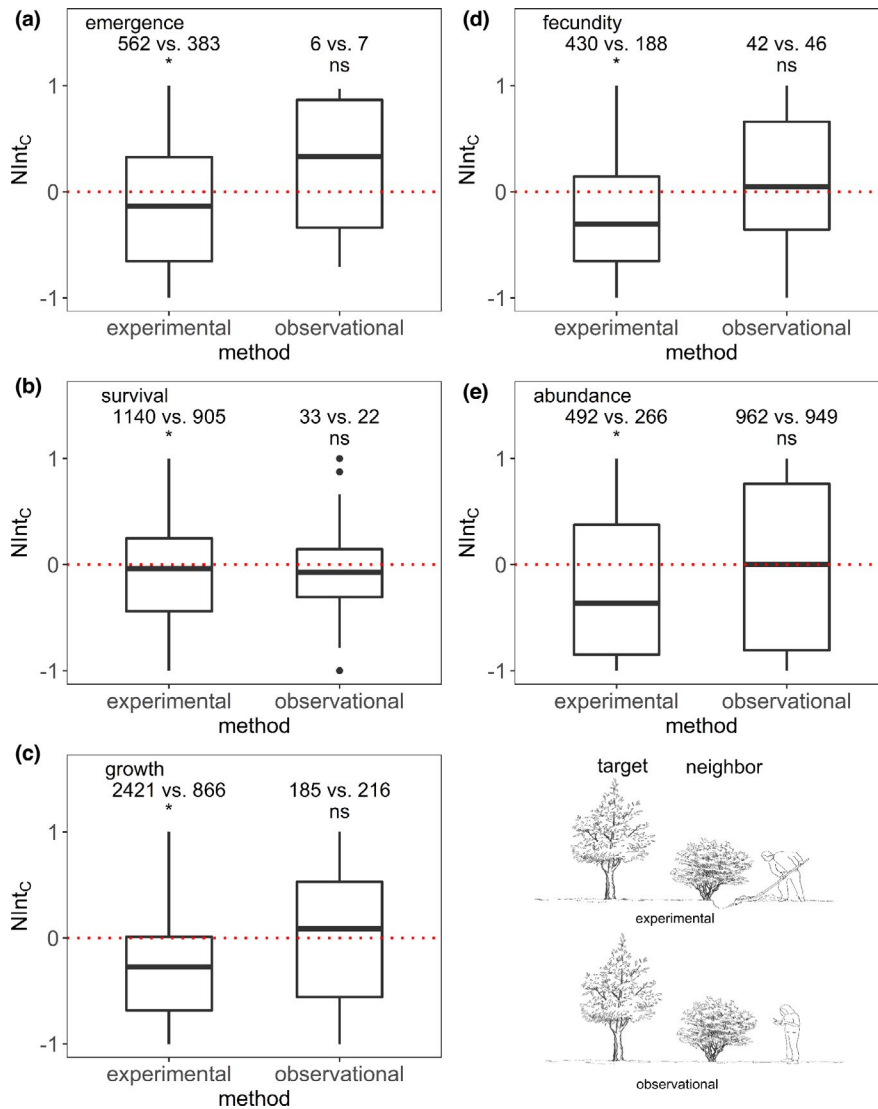 (a)
emergence
562 vs. 383
6 vs. 7
*
ns
1
0
-1
NIntC
experimental
observational
method
(b)
survival
1140 vs. 905
33 vs. 22
*
ns
1
0
-1
NIntC
experimental
observational
method
(c)
growth
2421 vs. 866
185 vs. 216
*
ns
1
0
-1
NIntC
experimental
observational
method
(d)
fecundity
430 vs. 188
42 vs. 46
*
ns
1
0
-1
NIntC
experimental
observational
method
(e)
abundance
492 vs. 266
962 vs. 949
*
ns
1
0
-1
NIntC
experimental
observational
method
target neighbor
experimental
observational